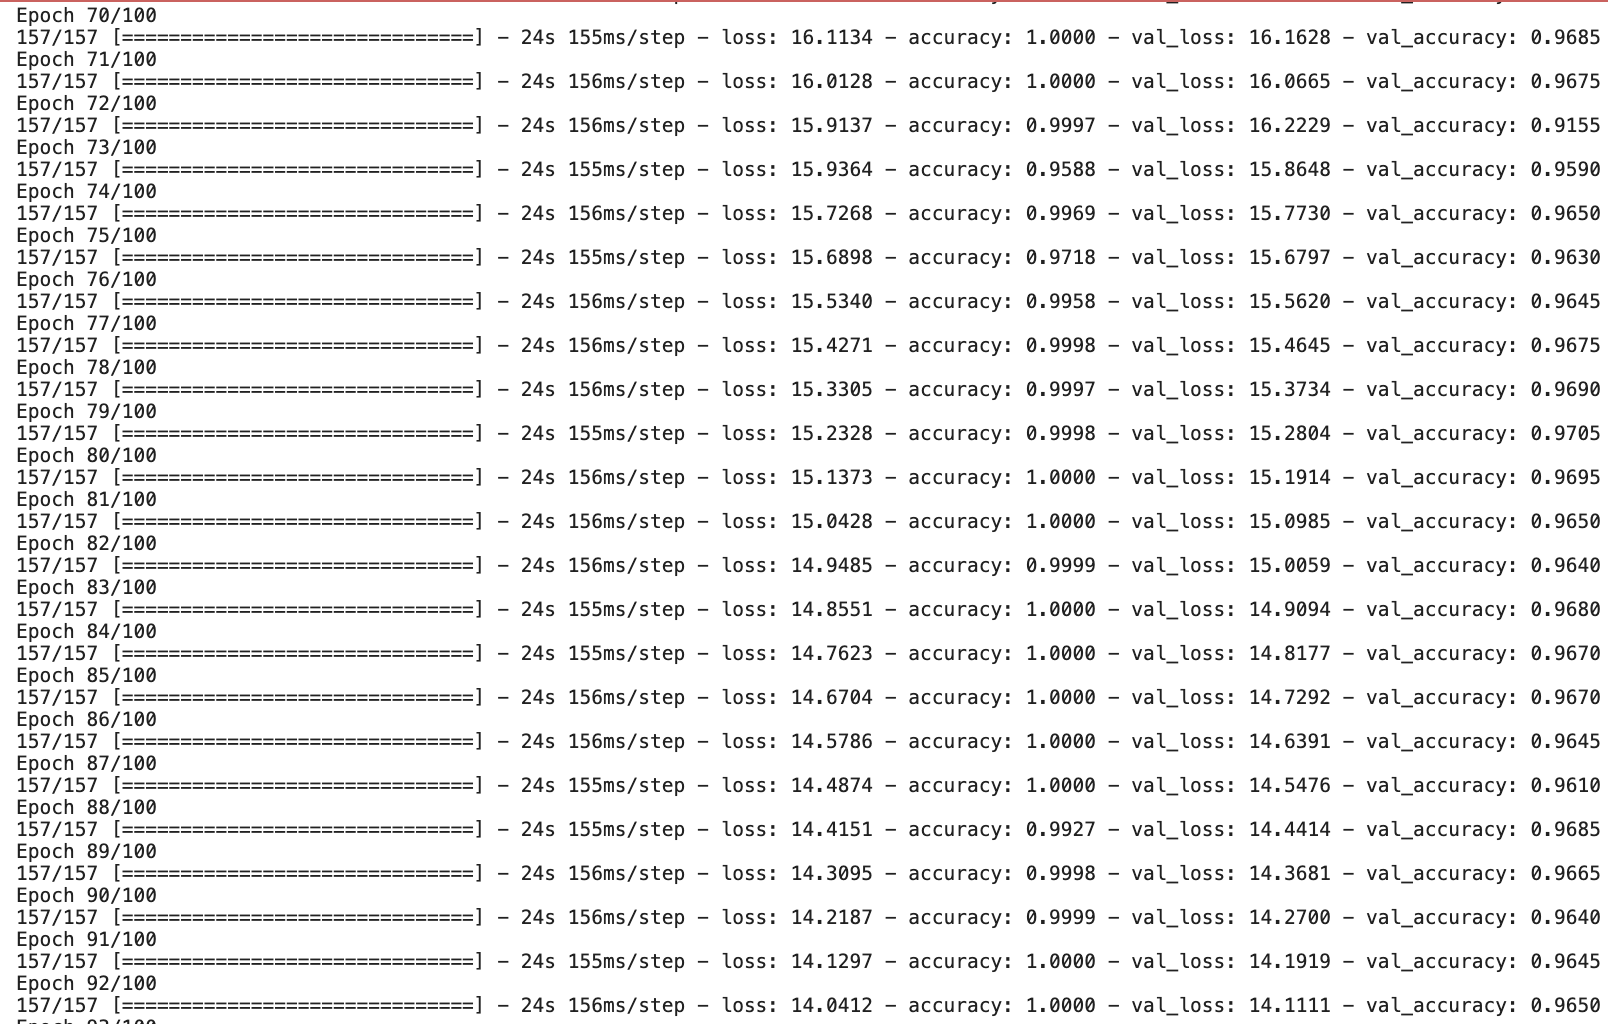 Epoch 70/100
157/157 [==============================] - 24s 155ms/step - loss: 16.1134 - accuracy: 1.0000 - val_loss: 16.1628 - val_accuracy: 0.9685
Epoch 71/100
157/157 [==============================] - 24s 156ms/step - loss: 16.0128 - accuracy: 1.0000 - val_loss: 16.0665 - val_accuracy: 0.9675
Epoch 72/100
157/157 [==============================] - 24s 156ms/step - loss: 15.9137 - accuracy: 0.9997 - val_loss: 16.2229 - val_accuracy: 0.9155
Epoch 73/100
157/157 [==============================] - 24s 155ms/step - loss: 15.9364 - accuracy: 0.9588 - val_loss: 15.8648 - val_accuracy: 0.9590
Epoch 74/100
157/157 [==============================] - 24s 156ms/step - loss: 15.7268 - accuracy: 0.9969 - val_loss: 15.7730 - val_accuracy: 0.9650
Epoch 75/100
157/157 [==============================] - 24s 155ms/step - loss: 15.6898 - accuracy: 0.9718 - val_loss: 15.6797 - val_accuracy: 0.9630
Epoch 76/100
157/157 [==============================] - 24s 156ms/step - loss: 15.5340 - accuracy: 0.9958 - val_loss: 15.5620 - val_accuracy: 0.9645
Epoch 77/100
157/157 [==============================] - 24s 156ms/step - loss: 15.4271 - accuracy: 0.9998 - val_loss: 15.4645 - val_accuracy: 0.9675
Epoch 78/100
157/157 [==============================] - 24s 156ms/step - loss: 15.3305 - accuracy: 0.9997 - val_loss: 15.3734 - val_accuracy: 0.9690
Epoch 79/100
157/157 [==============================] - 24s 155ms/step - loss: 15.2328 - accuracy: 0.9998 - val_loss: 15.2804 - val_accuracy: 0.9705
Epoch 80/100
157/157 [==============================] - 24s 156ms/step - loss: 15.1373 - accuracy: 1.0000 - val_loss: 15.1914 - val_accuracy: 0.9695
Epoch 81/100
157/157 [==============================] - 24s 156ms/step - loss: 15.0428 - accuracy: 1.0000 - val_loss: 15.0985 - val_accuracy: 0.9650
Epoch 82/100
157/157 [==============================] - 24s 156ms/step - loss: 14.9485 - accuracy: 0.9999 - val_loss: 15.0059 - val_accuracy: 0.9640
Epoch 83/100
157/157 [==============================] - 24s 155ms/step - loss: 14.8551 - accuracy: 1.0000 - val_loss: 14.9094 - val_accuracy: 0.9680
Epoch 84/100
157/157 [==============================] - 24s 155ms/step - loss: 14.7623 - accuracy: 1.0000 - val_loss: 14.8177 - val_accuracy: 0.9670
Epoch 85/100
157/157 [==============================] - 24s 156ms/step - loss: 14.6704 - accuracy: 1.0000 - val_loss: 14.7292 - val_accuracy: 0.9670
Epoch 86/100
157/157 [==============================] - 24s 156ms/step - loss: 14.5786 - accuracy: 1.0000 - val_loss: 14.6391 - val_accuracy: 0.9645
Epoch 87/100
157/157 [==============================] - 24s 155ms/step - loss: 14.4874 - accuracy: 1.0000 - val_loss: 14.5476 - val_accuracy: 0.9610
Epoch 88/100
157/157 [==============================] - 24s 155ms/step - loss: 14.4151 - accuracy: 0.9927 - val_loss: 14.4414 - val_accuracy: 0.9685
Epoch 89/100
157/157 [==============================] - 24s 156ms/step - loss: 14.3095 - accuracy: 0.9998 - val_loss: 14.3681 - val_accuracy: 0.9665
Epoch 90/100
157/157 [==============================] - 24s 156ms/step - loss: 14.2187 - accuracy: 0.9999 - val_loss: 14.2700 - val_accuracy: 0.9640
Epoch 91/100
157/157 [==============================] - 24s 155ms/step - loss: 14.1297 - accuracy: 1.0000 - val_loss: 14.1919 - val_accuracy: 0.9645
Epoch 92/100
157/157 [==============================] - 24s 156ms/step - loss: 14.0412 - accuracy: 1.0000 - val_loss: 14.1111 - val_accuracy: 0.9650